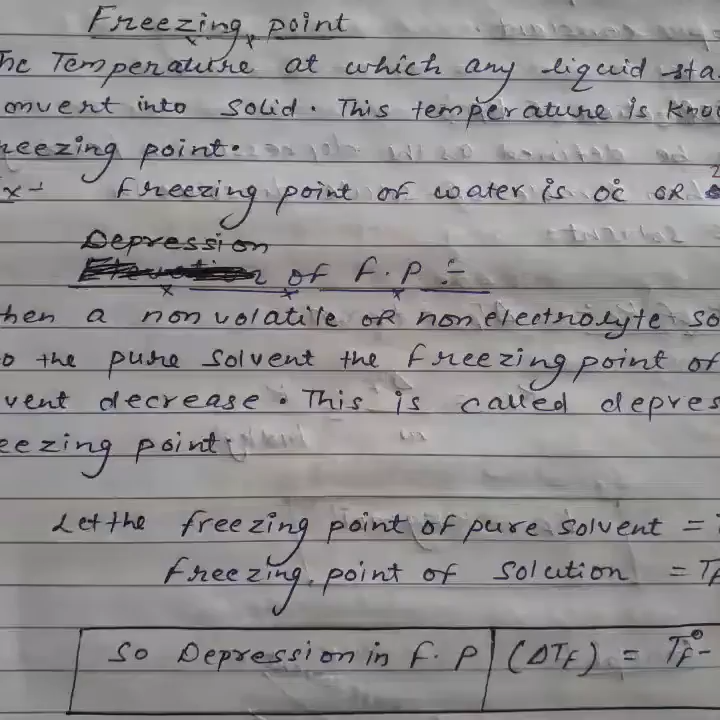 Freezing point
The Temperature at which any liquid sta
onvert into solid. This temperature is kno
reezing point.
x- freezing point of water is 0°c OR 2
Depression
of F.P :-
hen a non volatile OR non electrolyte so
o the pure solvent the freezing point of
vent decrease. This is called depres
eezing point.
Let the freezing point of pure solvent =
Freezing point of solution = Tf
So Depression in F.P (ΔTf) = Tf° -